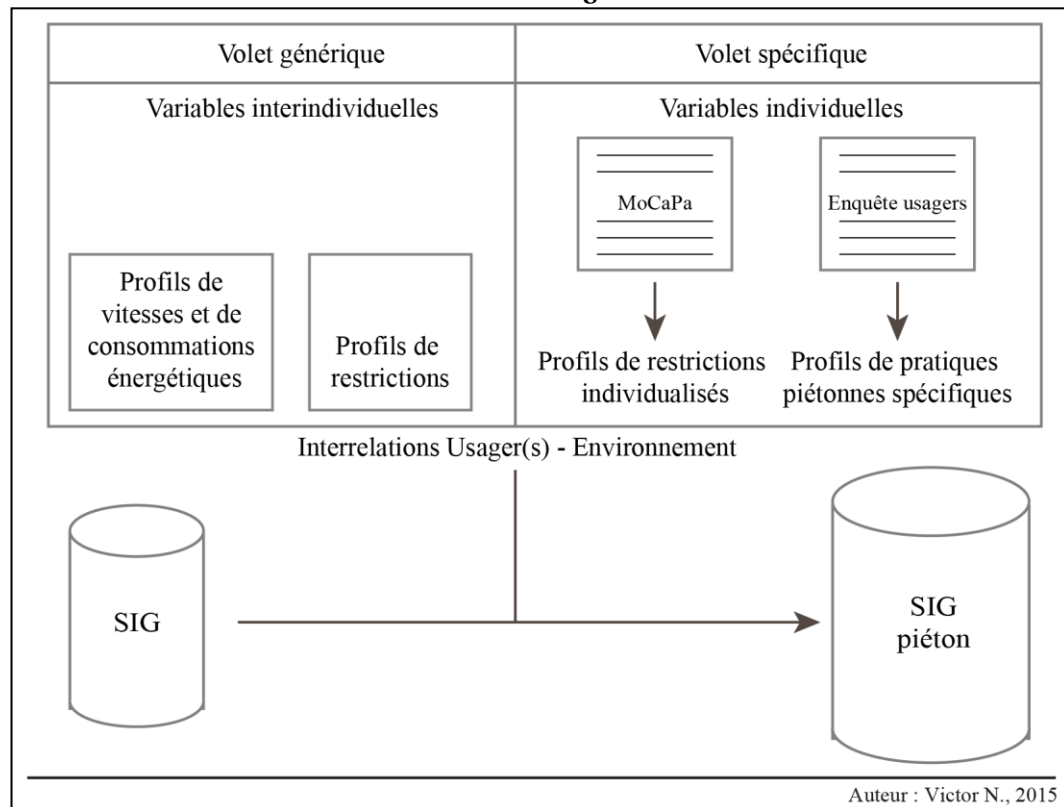 Volet générique
Volet spécifique
Variables interindividuelles
Variables individuelles
MoCaPa
Enquête usagers
Profils de
vitesses et de
consommations
énergétiques
Profils de
restrictions
Profils de restrictions
individualisés
Profils de pratiques
piétonnes spécifiques
Interrelations Usager(s) - Environnement
SIG
SIG
piéton
Auteur : Victor N., 2015